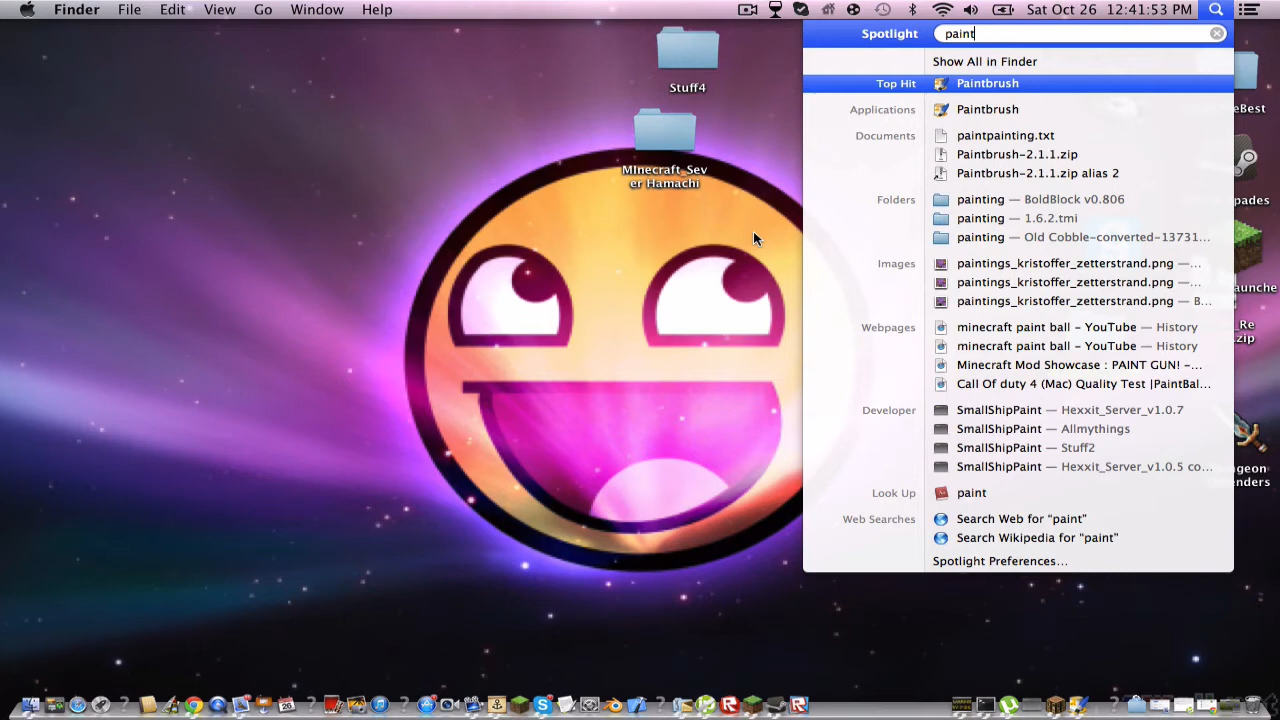 Finder File Edit View Go Window Help
Sat Oct 26 12:41:53 PM
Spotlight paint
Show All in Finder
Top Hit Paintbrush
Applications Paintbrush
Documents paintpainting.txt
Paintbrush-2.1.1.zip
Paintbrush-2.1.1.zip alias 2
Folders painting — BoldBlock v0.806
painting — 1.6.2.tmi
painting — Old Cobble-converted-13731...
Images paintings_kristoffer_zetterstrand.png —...
paintings_kristoffer_zetterstrand.png —...
paintings_kristoffer_zetterstrand.png — B...
Webpages minecraft paint ball – YouTube — History
minecraft paint ball – YouTube — History
Minecraft Mod Showcase : PAINT GUN! –...
Call Of duty 4 (Mac) Quality Test |PaintBal...
Developer SmallShipPaint — Hexxit_Server_v1.0.7
SmallShipPaint — Allmythings
SmallShipPaint — Stuff2
SmallShipPaint — Hexxit_Server_v1.0.5 co...
Look Up paint
Web Searches Search Web for "paint"
Search Wikipedia for "paint"
Spotlight Preferences...
Stuff4
MInecraft_Sev
er Hamachi
eBest
pades
aunche
_Re
.zip
ngeon
enders